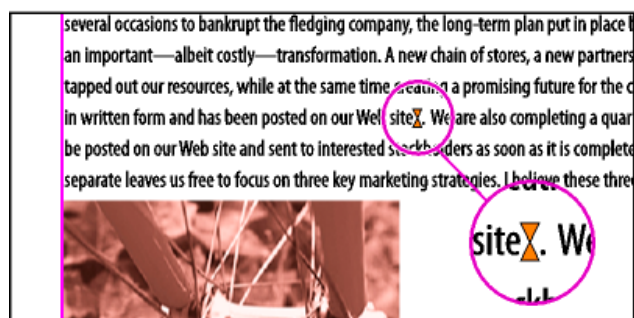 several occasions to bankrupt the fledging company, the long-term plan put in place
an important—albeit costly—transformation. A new chain of stores, a new partners
tapped out our resources, while at the same time creating a promising future for the c
in written form and has been posted on our Web site. We are also completing a quar
be posted on our Web site and sent to interested stockholders as soon as it is complete
separate leaves us free to focus on three key marketing strategies. I believe these thre
site. We